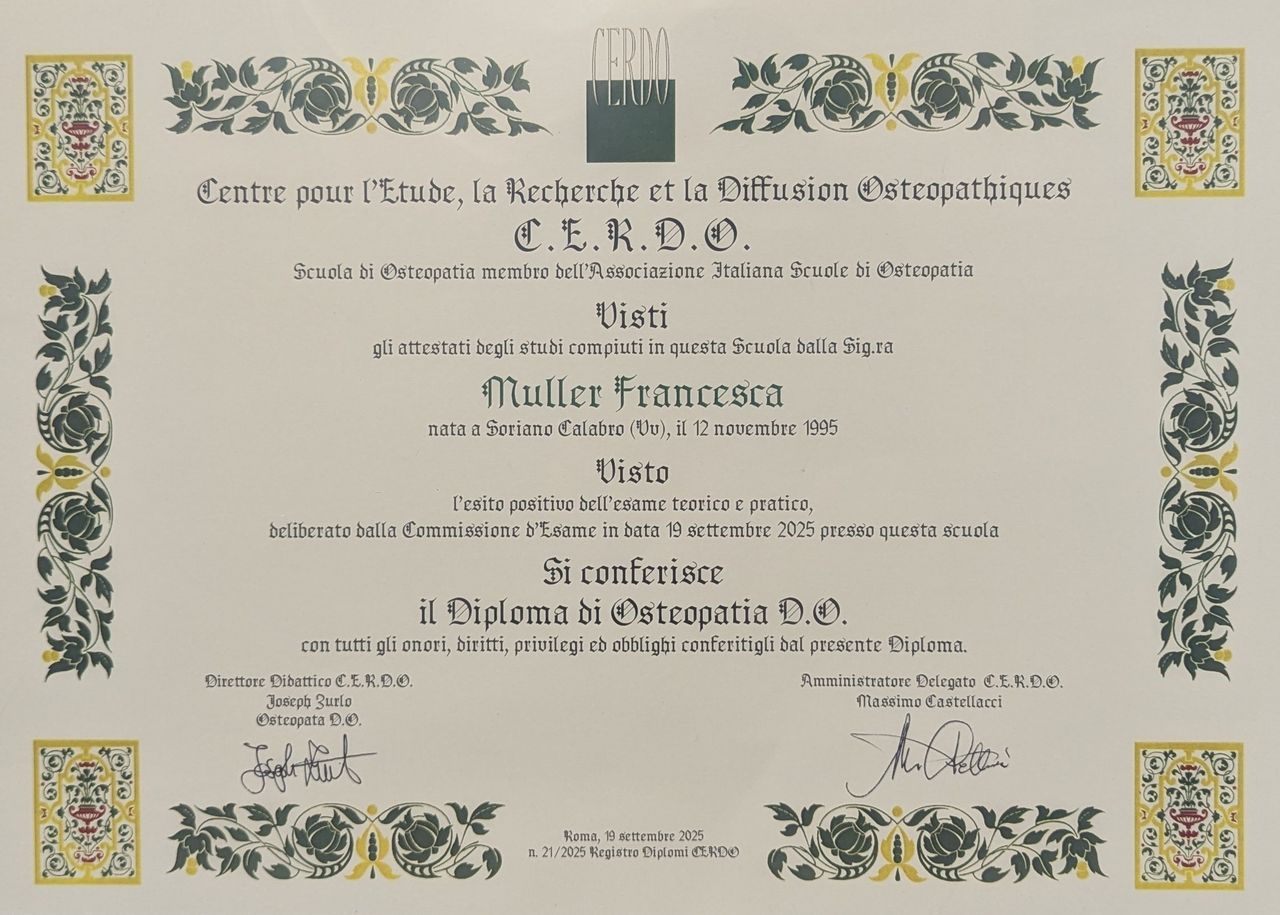 CERDO
Centre pour l'Etude, la Recherche et la Diffusion Osteopathiques
C.E.R.D.O.
Scuola di Osteopatia membro dell'Associazione Italiana Scuole di Osteopatia
Visti
gli attestati degli studi compiuti in questa Scuola dalla Sig.ra
Muller Francesca
nata a Soriano Calabro (Vv), il 12 novembre 1995
Visto
l'esito positivo dell'esame teorico e pratico,
deliberato dalla Commissione d'Esame in data 19 settembre 2025 presso questa scuola
Si conferisce
il Diploma di Osteopatia D.O.
con tutti gli onori, diritti, privilegi ed obblighi conferitigli dal presente Diploma.
Direttore Didattico C.E.R.D.O.
Joseph Zurlo
Osteopata D.O.
Amministratore Delegato C.E.R.D.O.
Massimo Castellacci
Roma, 19 settembre 2025
n. 21/2025 Registro Diplomi CERDO